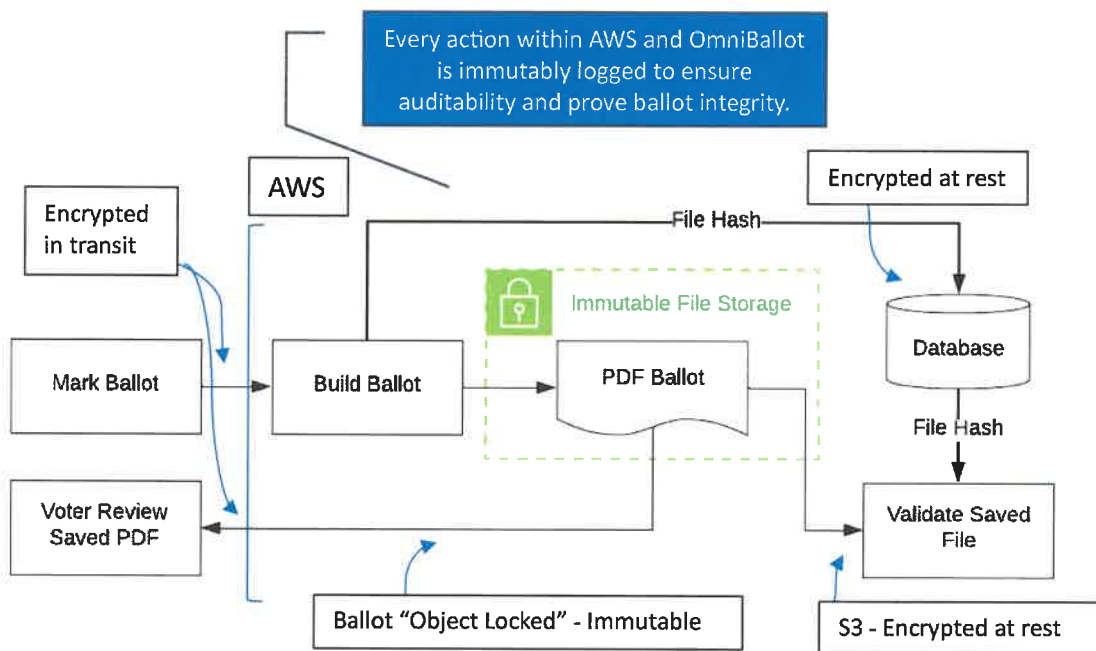 Every action within AWS and OmniBallot
is immutably logged to ensure
auditability and prove ballot integrity.
AWS
Encrypted at rest
Encrypted
in transit
File Hash
Immutable File Storage
Database
Mark Ballot
Build Ballot
PDF Ballot
File Hash
Voter Review
Saved PDF
Validate Saved
File
Ballot “Object Locked” - Immutable
S3 - Encrypted at rest